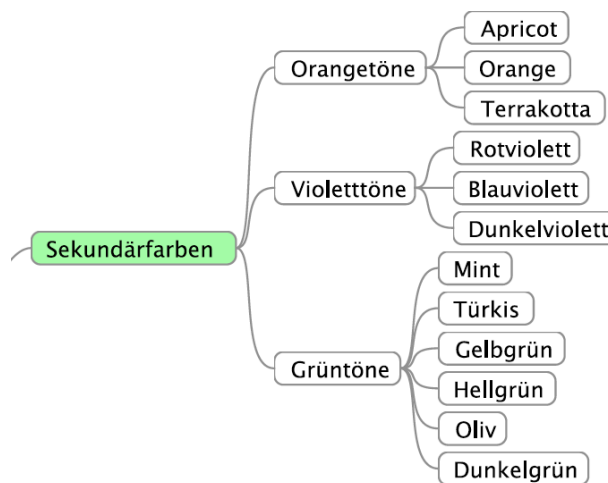 Apricot
Orangetöne
Orange
Terrakotta
Rotviolett
Violetttöne
Blauviolett
Dunkelviolett
Sekundärfarben
Mint
Türkis
Gelbgrün
Grüntöne
Hellgrün
Oliv
Dunkelgrün